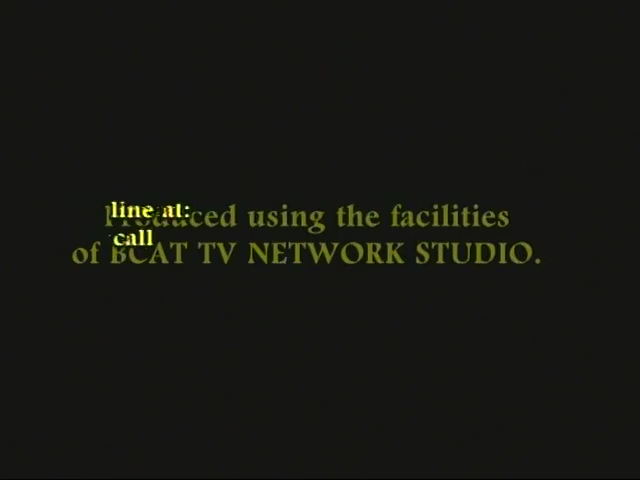 line at:
Produced using the facilities
call
of BCAT TV NETWORK STUDIO.